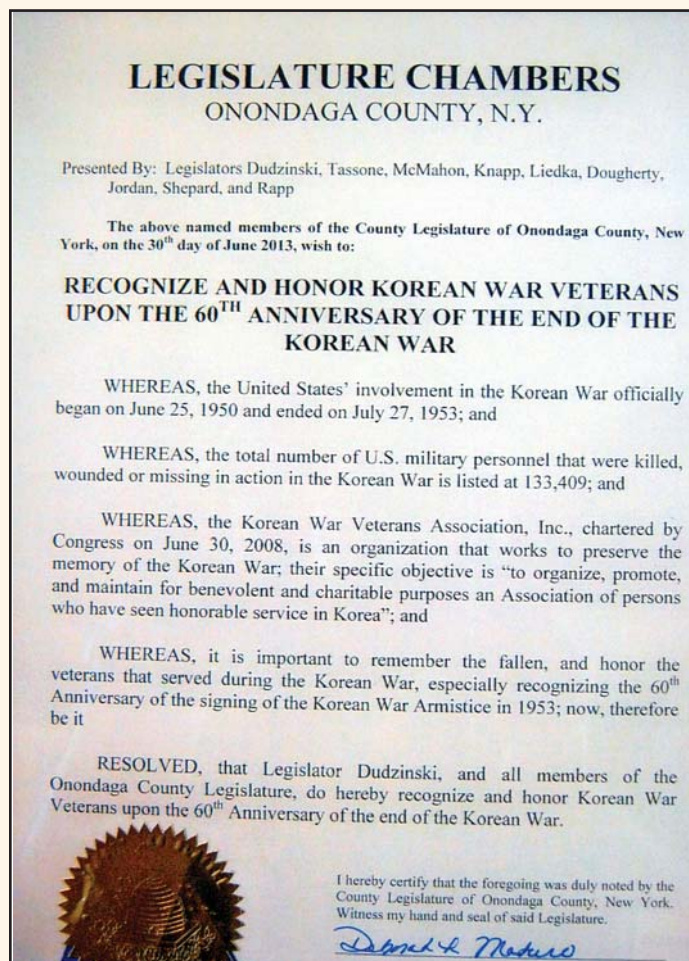 LEGISLATURE CHAMBERS
ONONDAGA COUNTY, N.Y.
Presented By: Legislators Dudzinski, Tassone, McMahon, Knapp, Liedka, Dougherty,
Jordan, Shepard, and Rapp
The above named members of the County Legislature of Onondaga County, New
York, on the 30th day of June 2013, wish to:
RECOGNIZE AND HONOR KOREAN WAR VETERANS
UPON THE 60TH ANNIVERSARY OF THE END OF THE
KOREAN WAR
WHEREAS, the United States' involvement in the Korean War officially
began on June 25, 1950 and ended on July 27, 1953; and
WHEREAS, the total number of U.S. military personnel that were killed,
wounded or missing in action in the Korean War is listed at 133,409; and
WHEREAS, the Korean War Veterans Association, Inc., chartered by
Congress on June 30, 2008, is an organization that works to preserve the
memory of the Korean War; their specific objective is "to organize, promote,
and maintain for benevolent and charitable purposes an Association of persons
who have seen honorable service in Korea"; and
WHEREAS, it is important to remember the fallen, and honor the
veterans that served during the Korean War, especially recognizing the 60th
Anniversary of the signing of the Korean War Armistice in 1953; now, therefore
be it
RESOLVED, that Legislator Dudzinski, and all members of the
Onondaga County Legislature, do hereby recognize and honor Korean War
Veterans upon the 60th Anniversary of the end of the Korean War.
I hereby certify that the foregoing was duly noted by the
County Legislature of Onondaga County, New York.
Witness my hand and seal of said Legislature.
Deborah L Maturo